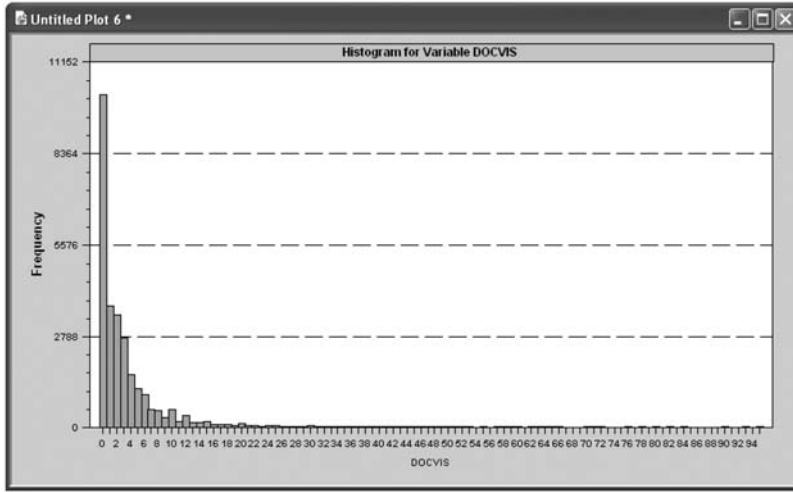 Untitled Plot 6 *
Histogram for Variable DOCVIS
11152
8364
5576
2788
0
Frequency
0 2 4 6 8 10 12 14 16 18 20 22 24 26 28 30 32 34 36 38 40 42 44 46 48 50 52 54 56 58 60 62 64 66 68 70 72 74 76 78 80 82 84 86 88 90 92 94
DOCVIS